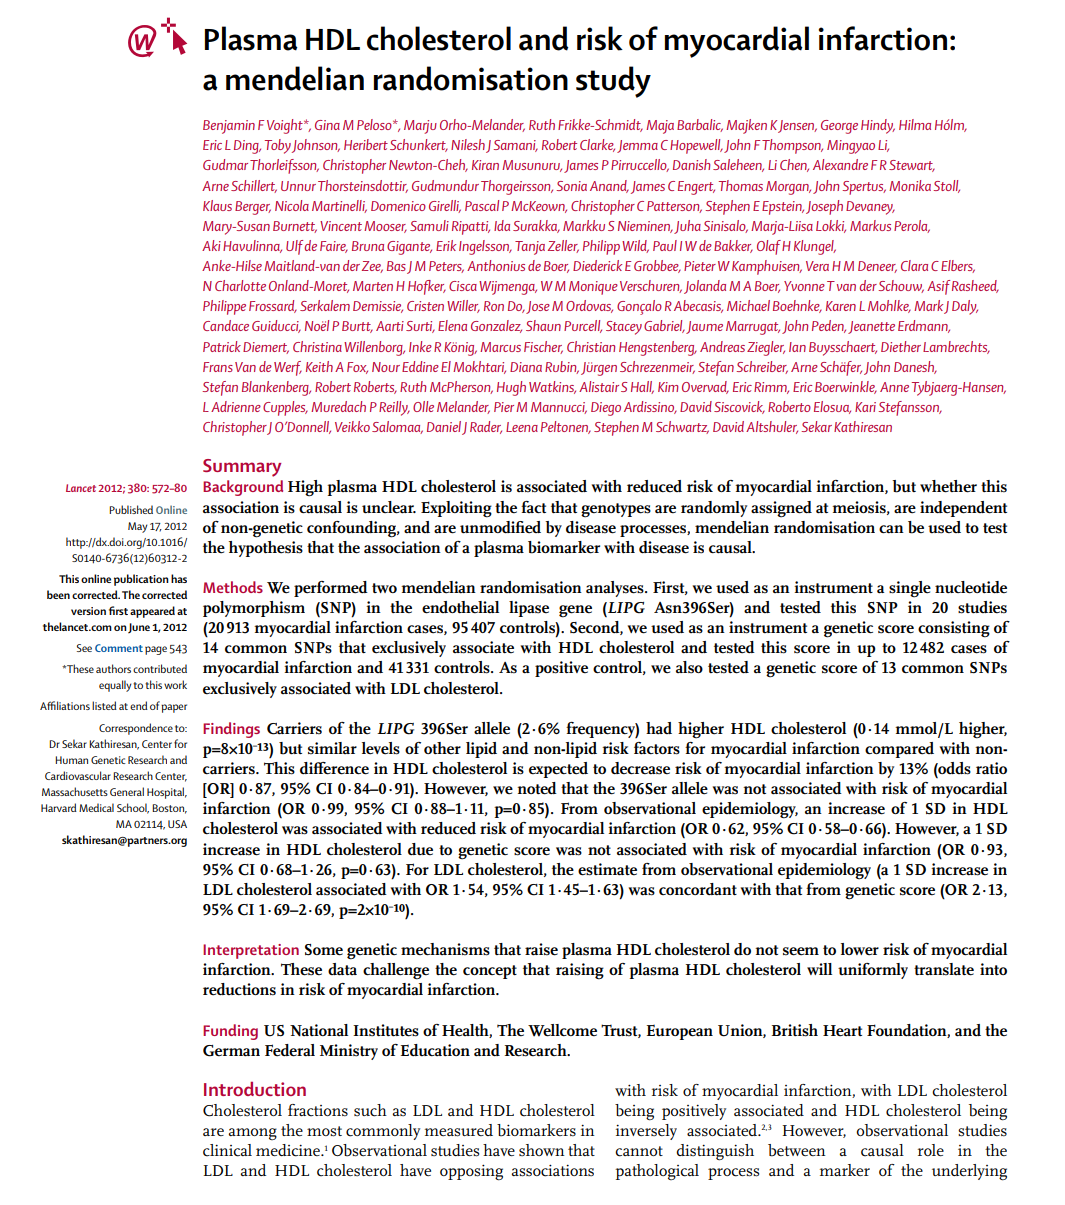 Plasma HDL cholesterol and risk of myocardial infarction:
a mendelian randomisation study
Benjamin F Voight*, Gina M Peloso*, Marju Orho-Melander, Ruth Frikke-Schmidt, Maja Barbalic, Majken K Jensen, George Hindy, Hilma Hólm,
Eric L Ding, Toby Johnson, Heribert Schunkert, Nilesh J Samani, Robert Clarke, Jemma C Hopewell, John F Thompson, Mingyao Li,
Gudmar Thorleifsson, Christopher Newton-Cheh, Kiran Musunuru, James P Pirruccello, Danish Saleheen, Li Chen, Alexandre F R Stewart,
Arne Schillert, Unnur Thorsteinsdottir, Gudmundur Thorgeirsson, Sonia Anand, James C Engert, Thomas Morgan, John Spertus, Monika Stoll,
Klaus Berger, Nicola Martinelli, Domenico Girelli, Pascal P McKeown, Christopher C Patterson, Stephen E Epstein, Joseph Devaney,
Mary-Susan Burnett, Vincent Mooser, Samuli Ripatti, Ida Surakka, Markku S Nieminen, Juha Sinisalo, Marja-Liisa Lokki, Markus Perola,
Aki Havulinna, Ulf de Faire, Bruna Gigante, Erik Ingelsson, Tanja Zeller, Philipp Wild, Paul I W de Bakker, Olaf H Klungel,
Anke-Hilse Maitland-van der Zee, Bas J M Peters, Anthonius de Boer, Diederick E Grobbee, Pieter W Kamphuisen, Vera H M Deneer, Clara C Elbers,
N Charlotte Onland-Moret, Marten H Hofker, Cisca Wijmenga, W M Monique Verschuren, Jolanda M A Boer, Yvonne T van der Schouw, Asif Rasheed,
Philippe Frossard, Serkalem Demissie, Cristen Willer, Ron Do, Jose M Ordovas, Gonçalo R Abecasis, Michael Boehnke, Karen L Mohlke, Mark J Daly,
Candace Guiducci, Noël P Burtt, Aarti Surti, Elena Gonzalez, Shaun Purcell, Stacey Gabriel, Jaume Marrugat, John Peden, Jeanette Erdmann,
Patrick Diemert, Christina Willenborg, Inke R König, Marcus Fischer, Christian Hengstenberg, Andreas Ziegler, Ian Buysschaert, Diether Lambrechts,
Frans Van de Werf, Keith A Fox, Nour Eddine El Mokhtari, Diana Rubin, Jürgen Schrezenmeir, Stefan Schreiber, Arne Schäfer, John Danesh,
Stefan Blankenberg, Robert Roberts, Ruth McPherson, Hugh Watkins, Alistair S Hall, Kim Overvad, Eric Rimm, Eric Boerwinkle, Anne Tybjaerg-Hansen,
L Adrienne Cupples, Muredach P Reilly, Olle Melander, Pier M Mannucci, Diego Ardissino, David Siscovick, Roberto Elosua, Kari Stefansson,
Christopher J O'Donnell, Veikko Salomaa, Daniel J Rader, Leena Peltonen, Stephen M Schwartz, David Altshuler, Sekar Kathiresan
Lancet 2012; 380: 572–80
Published Online
May 17, 2012
http://dx.doi.org/10.1016/
S0140-6736(12)60312-2
This online publication has
been corrected. The corrected
version first appeared at
thelancet.com on June 1, 2012
See Comment page 543
*These authors contributed
equally to this work
Affiliations listed at end of paper
Correspondence to:
Dr Sekar Kathiresan, Center for
Human Genetic Research and
Cardiovascular Research Center,
Massachusetts General Hospital,
Harvard Medical School, Boston,
MA 02114, USA
skathiresan@partners.org
Summary
Background High plasma HDL cholesterol is associated with reduced risk of myocardial infarction, but whether this
association is causal is unclear. Exploiting the fact that genotypes are randomly assigned at meiosis, are independent
of non-genetic confounding, and are unmodified by disease processes, mendelian randomisation can be used to test
the hypothesis that the association of a plasma biomarker with disease is causal.
Methods We performed two mendelian randomisation analyses. First, we used as an instrument a single nucleotide
polymorphism (SNP) in the endothelial lipase gene (LIPG Asn396Ser) and tested this SNP in 20 studies
(20 913 myocardial infarction cases, 95 407 controls). Second, we used as an instrument a genetic score consisting of
14 common SNPs that exclusively associate with HDL cholesterol and tested this score in up to 12 482 cases of
myocardial infarction and 41 331 controls. As a positive control, we also tested a genetic score of 13 common SNPs
exclusively associated with LDL cholesterol.
Findings Carriers of the LIPG 396Ser allele (2·6% frequency) had higher HDL cholesterol (0·14 mmol/L higher,
p=8×10⁻¹³) but similar levels of other lipid and non-lipid risk factors for myocardial infarction compared with non-
carriers. This difference in HDL cholesterol is expected to decrease risk of myocardial infarction by 13% (odds ratio
[OR] 0·87, 95% CI 0·84–0·91). However, we noted that the 396Ser allele was not associated with risk of myocardial
infarction (OR 0·99, 95% CI 0·88–1·11, p=0·85). From observational epidemiology, an increase of 1 SD in HDL
cholesterol was associated with reduced risk of myocardial infarction (OR 0·62, 95% CI 0·58–0·66). However, a 1 SD
increase in HDL cholesterol due to genetic score was not associated with risk of myocardial infarction (OR 0·93,
95% CI 0·68–1·26, p=0·63). For LDL cholesterol, the estimate from observational epidemiology (a 1 SD increase in
LDL cholesterol associated with OR 1·54, 95% CI 1·45–1·63) was concordant with that from genetic score (OR 2·13,
95% CI 1·69–2·69, p=2×10⁻¹⁰).
Interpretation Some genetic mechanisms that raise plasma HDL cholesterol do not seem to lower risk of myocardial
infarction. These data challenge the concept that raising of plasma HDL cholesterol will uniformly translate into
reductions in risk of myocardial infarction.
Funding US National Institutes of Health, The Wellcome Trust, European Union, British Heart Foundation, and the
German Federal Ministry of Education and Research.
Introduction
Cholesterol fractions such as LDL and HDL cholesterol
are among the most commonly measured biomarkers in
clinical medicine.¹ Observational studies have shown that
LDL and HDL cholesterol have opposing associations
with risk of myocardial infarction, with LDL cholesterol
being positively associated and HDL cholesterol being
inversely associated.²,³ However, observational studies
cannot distinguish between a causal role in the
pathological process and a marker of the underlying